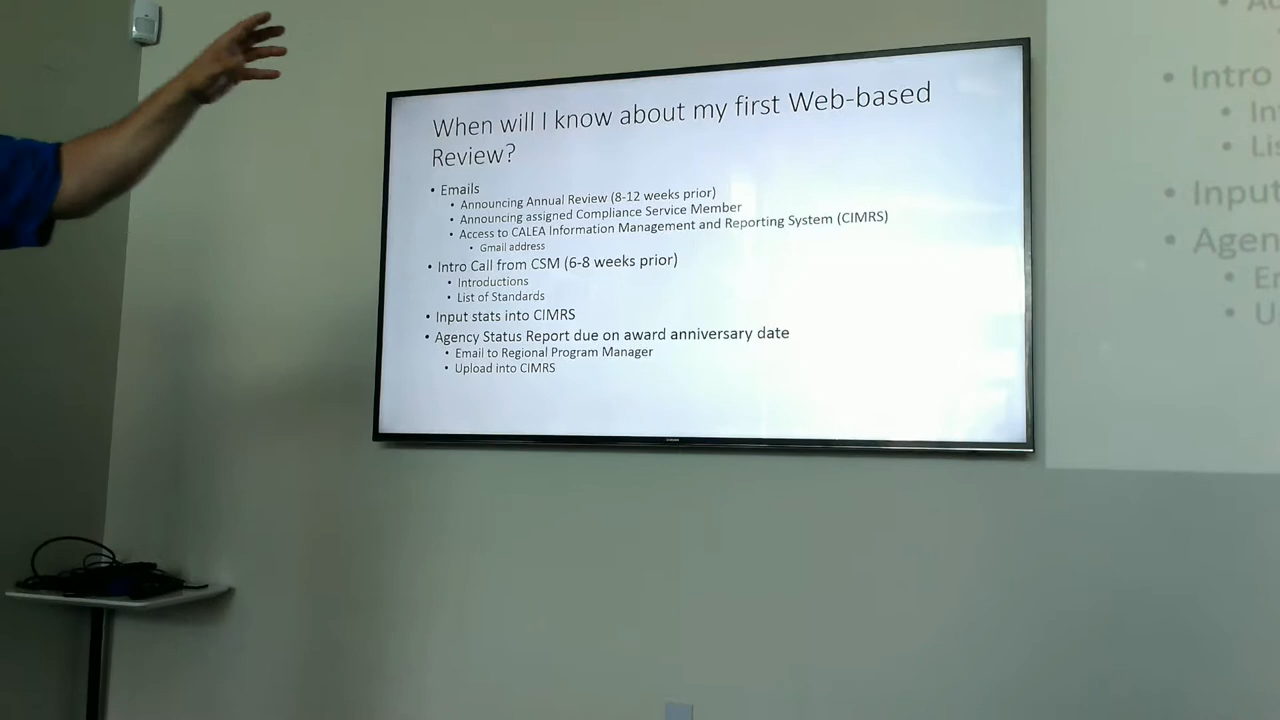 When will I know about my first Web-based
Review?
• Emails
• Announcing Annual Review (8-12 weeks prior)
• Announcing assigned Compliance Service Member
• Access to CALEA Information Management and Reporting System (CIMRS)
• Gmail address
• Intro Call from CSM (6-8 weeks prior)
• Introductions
• List of Standards
• Input stats into CIMRS
• Agency Status Report due on award anniversary date
• Email to Regional Program Manager
• Upload into CIMRS
• Intro
• In
• Lis
• Input
• Agen
• U